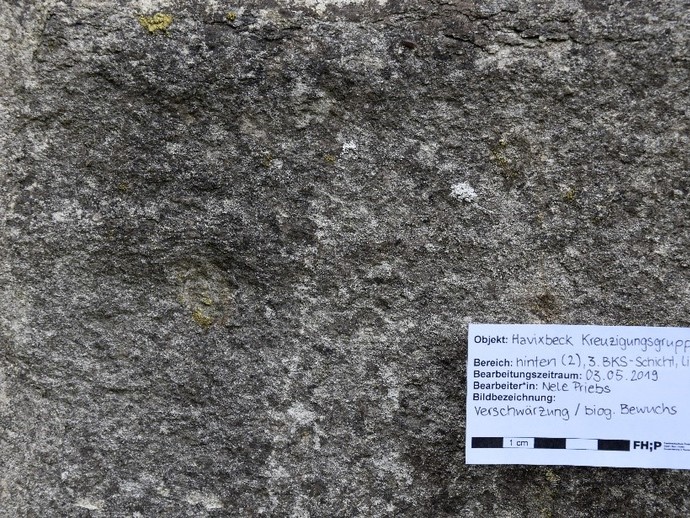 Objekt: Havixbeck Kreuzigungsgrupp
Bereich: hinten (2), 3. BKS-Schicht, Li
Bearbeitungszeitraum: 03.05.2019
Bearbeiter*in: Nele Priebs
Bildbezeichnung:
Verschwärzung / biog. Bewuchs
1 cm FH;P